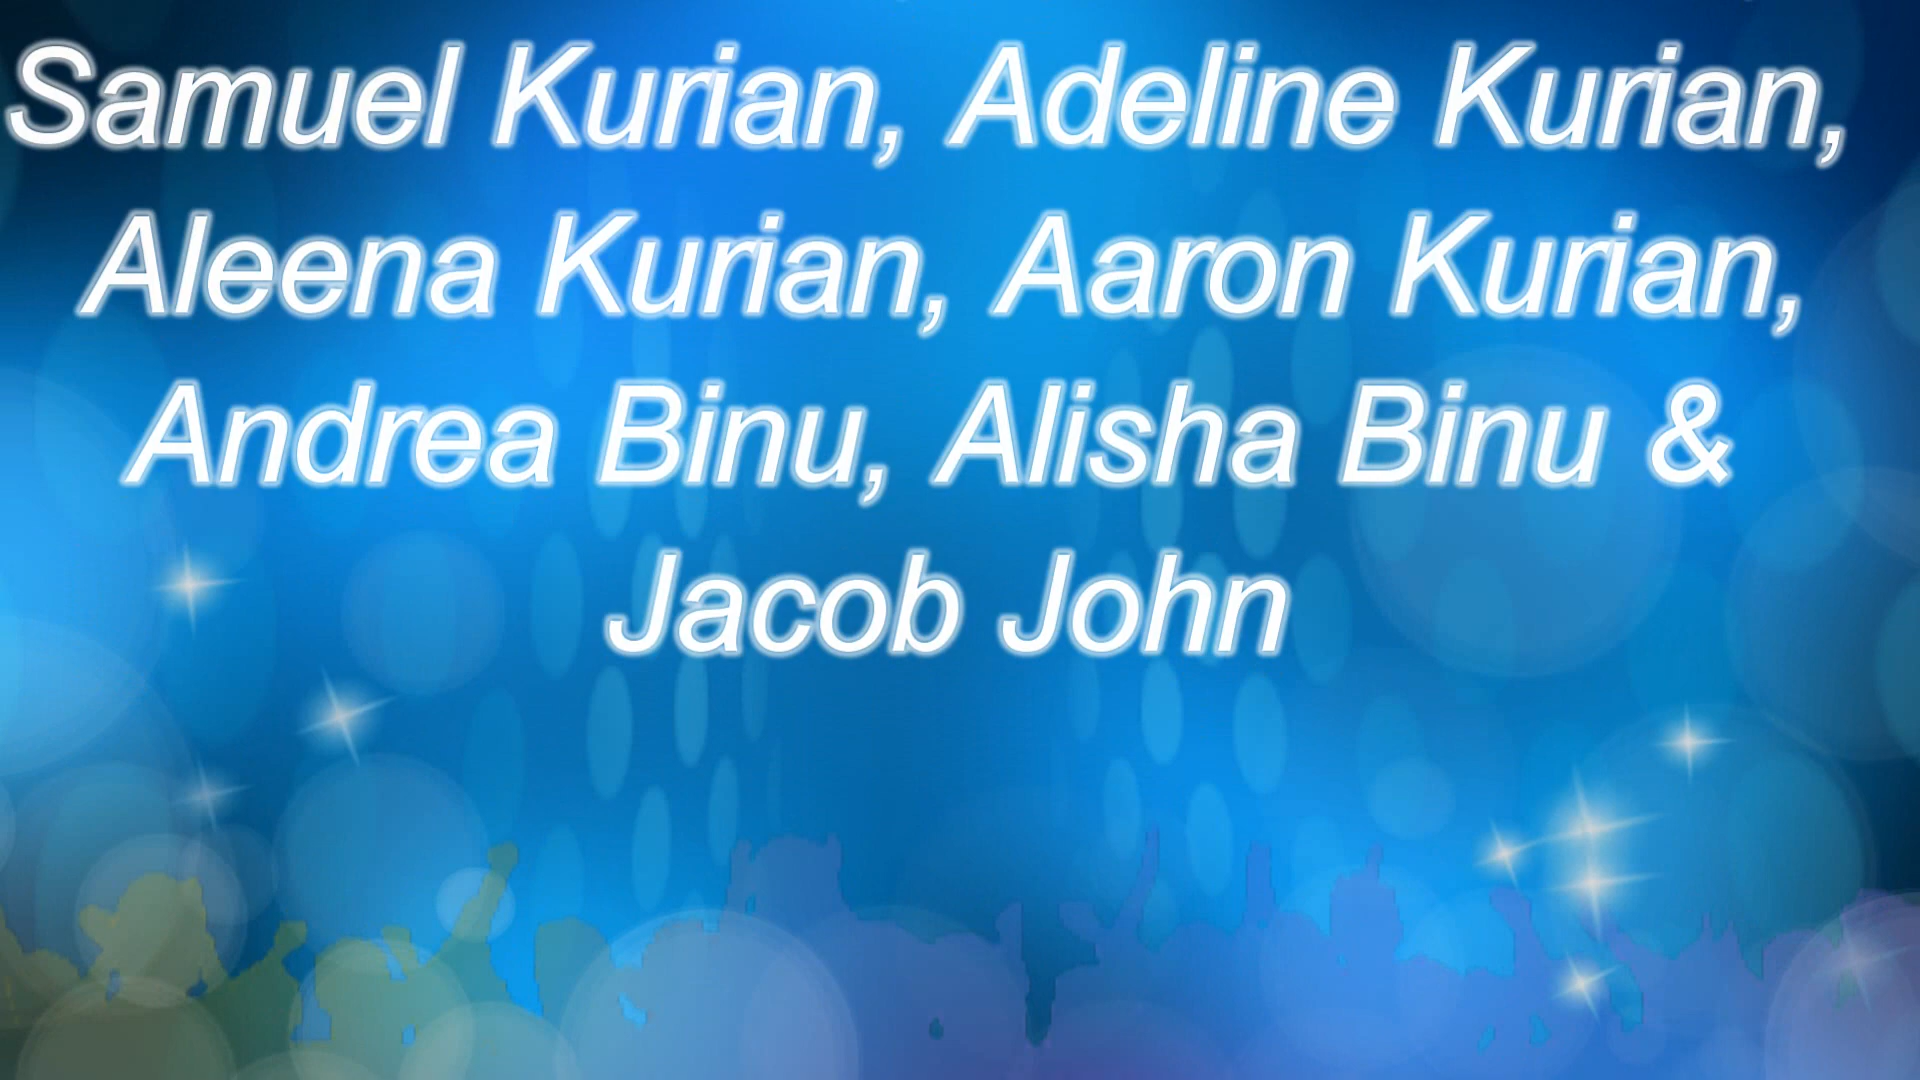 Samuel Kurian, Adeline Kurian,
Aleena Kurian, Aaron Kurian,
Andrea Binu, Alisha Binu &
Jacob John